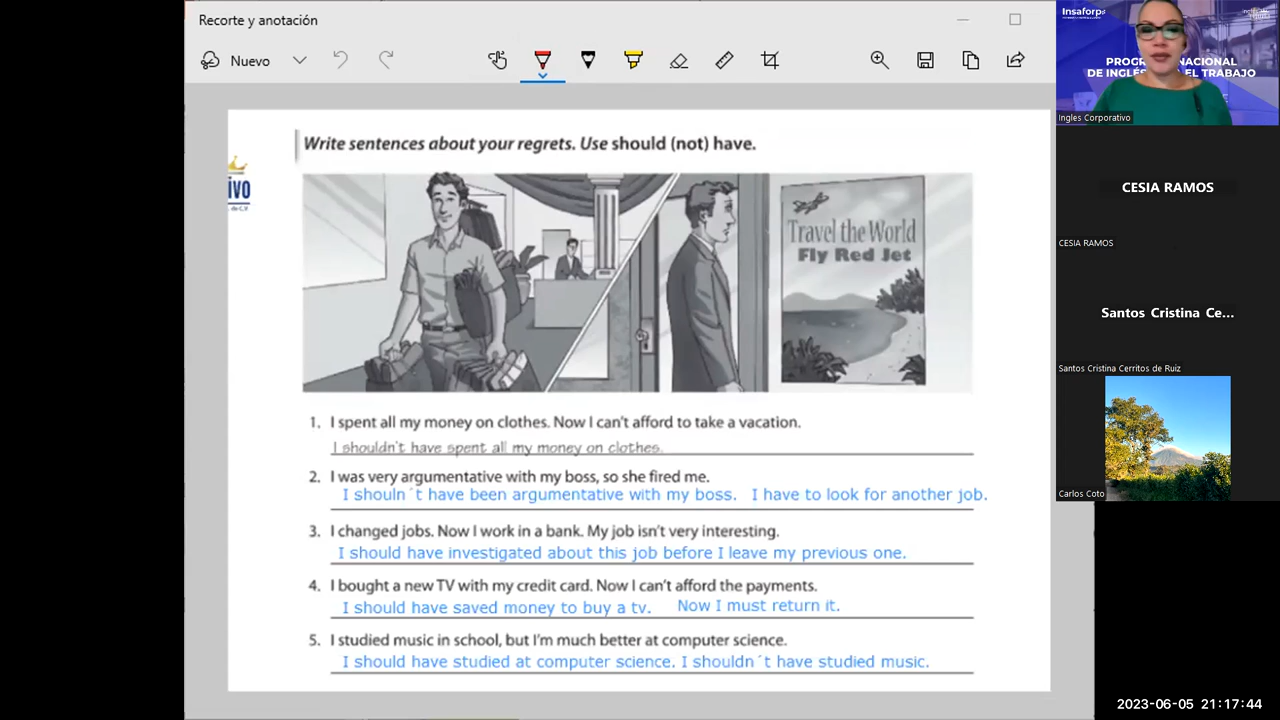 Recorte y anotación
Nuevo
ivo
Write sentences about your regrets. Use should (not) have.
Travel the World
Fly Red Jet
1. I spent all my money on clothes. Now I can't afford to take a vacation.
I shouldn't have spent all my money on clothes.
2. I was very argumentative with my boss, so she fired me.
I shouln´t have been argumentative with my boss. I have to look for another job.
3. I changed jobs. Now I work in a bank. My job isn't very interesting.
I should have investigated about this job before I leave my previous one.
4. I bought a new TV with my credit card. Now I can't afford the payments.
I should have saved money to buy a tv. Now I must return it.
5. I studied music in school, but I'm much better at computer science.
I should have studied at computer science. I shouldn´t have studied music.
Insaforp
Ingles Corporativo
CESIA RAMOS
CESIA RAMOS
Santos Cristina Ce...
Santos Cristina Cerritos de Ruiz
Carlos Coto
2023-06-05 21:17:44